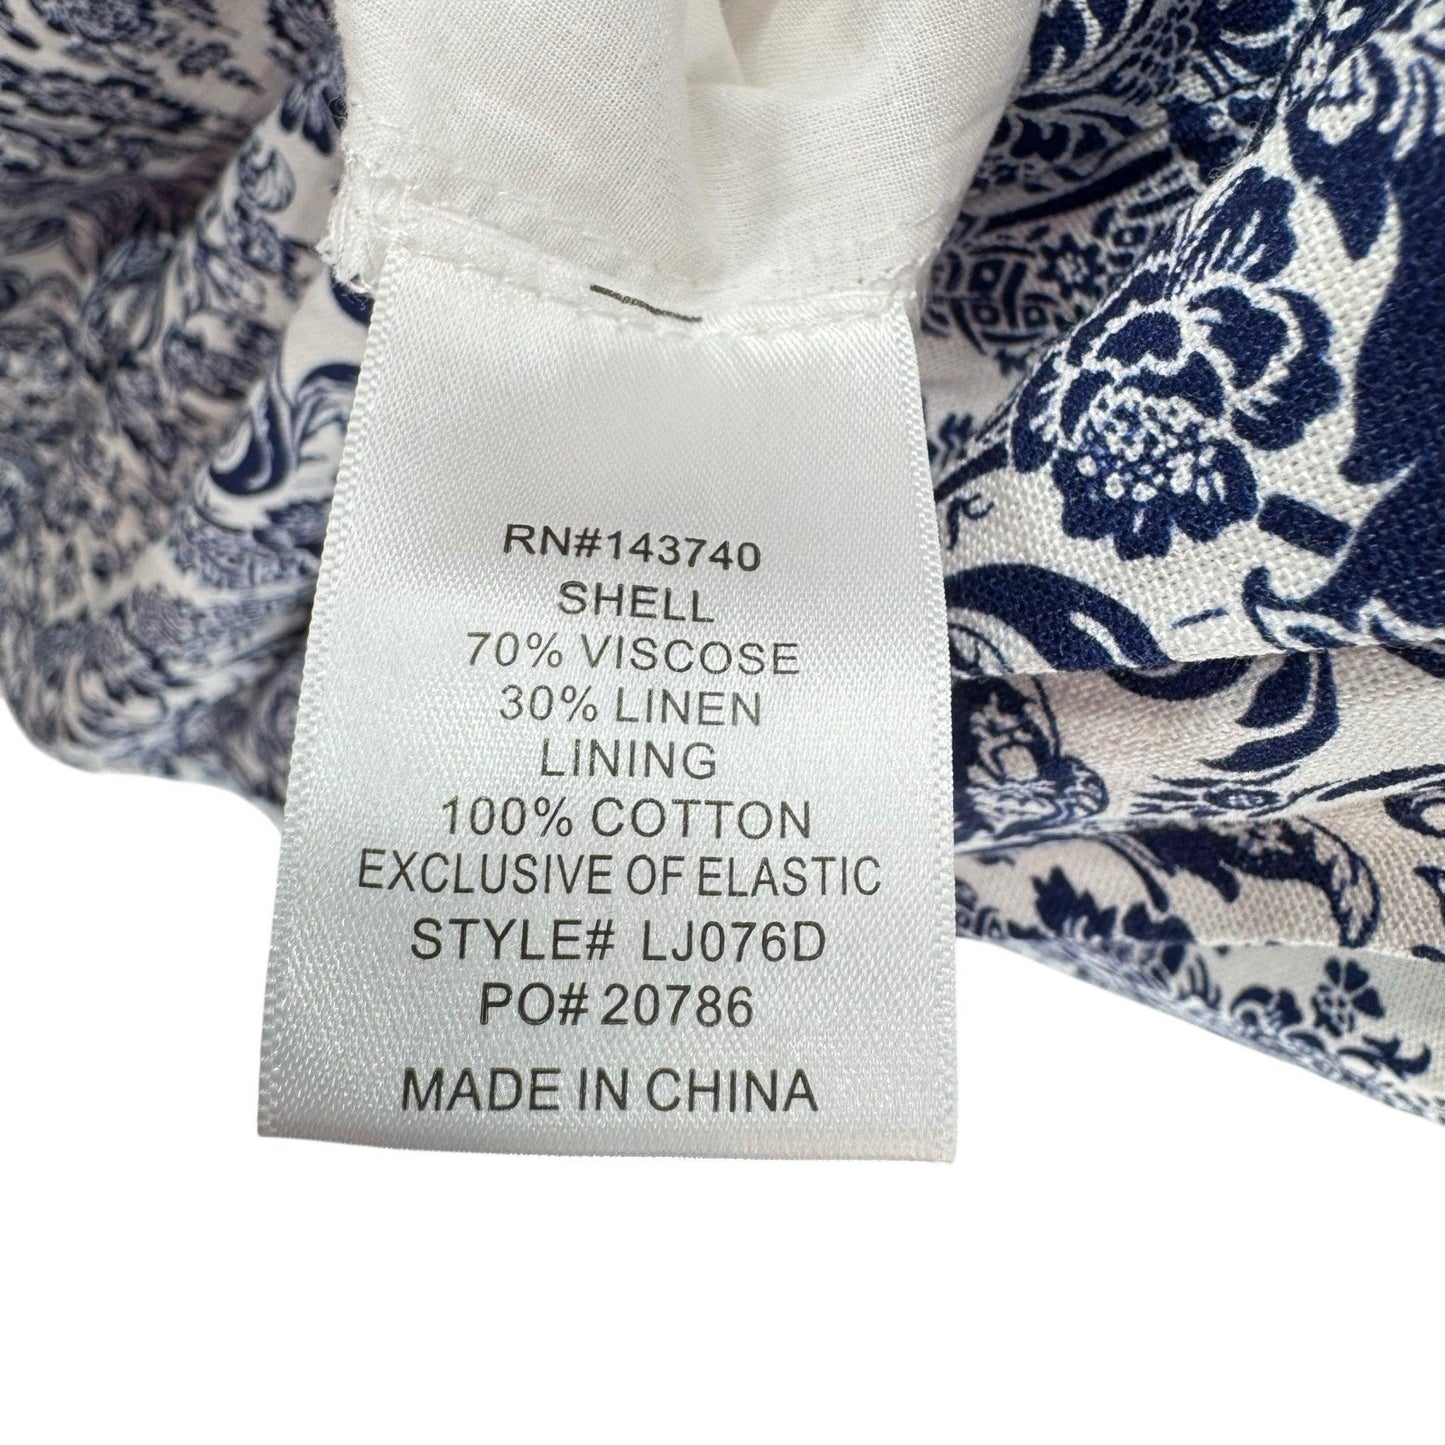 RN#143740
SHELL
70% VISCOSE
30% LINEN
LINING
100% COTTON
EXCLUSIVE OF ELASTIC
STYLE# LJ076D
PO# 20786
MADE IN CHINA